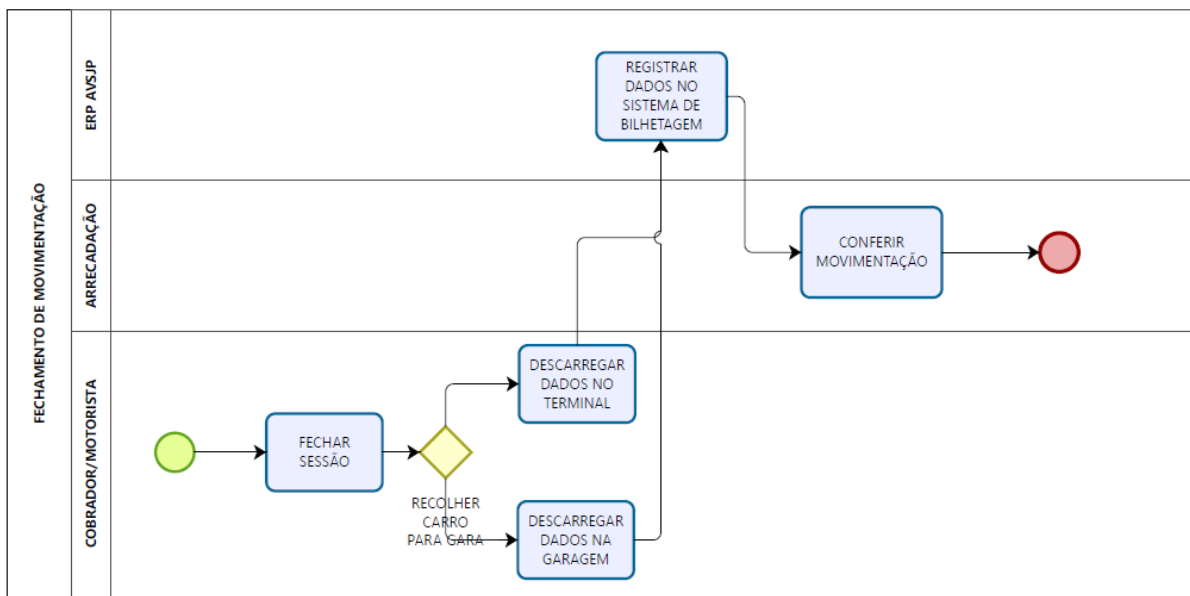 FECHAMENTO DE MOVIMENTAÇÃO
ERP AVSJP
REGISTRAR
DADOS NO
SISTEMA DE
BILHETAGEM
ARRECADAÇÃO
CONFERIR
MOVIMENTAÇÃO
COBRADOR/MOTORISTA
FECHAR
SESSÃO
RECOLHER
CARRO
PARA GARA
DESCARREGAR
DADOS NO
TERMINAL
DESCARREGAR
DADOS NA
GARAGEM